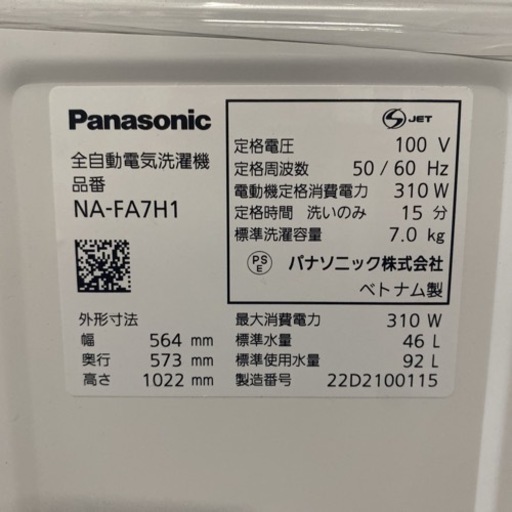 Panasonic
全自動電気洗濯機
品番
NA-FA7H1
外形寸法
幅 564 mm
奥行 573 mm
高さ 1022 mm
S JET
定格電圧 100 V
定格周波数 50 / 60 Hz
電動機定格消費電力 310 W
定格時間 洗いのみ 15 分
標準洗濯容量 7.0 kg
PS E パナソニック株式会社
ベトナム製
最大消費電力 310 W
標準水量 46 L
標準使用水量 92 L
製造番号 22D2100115